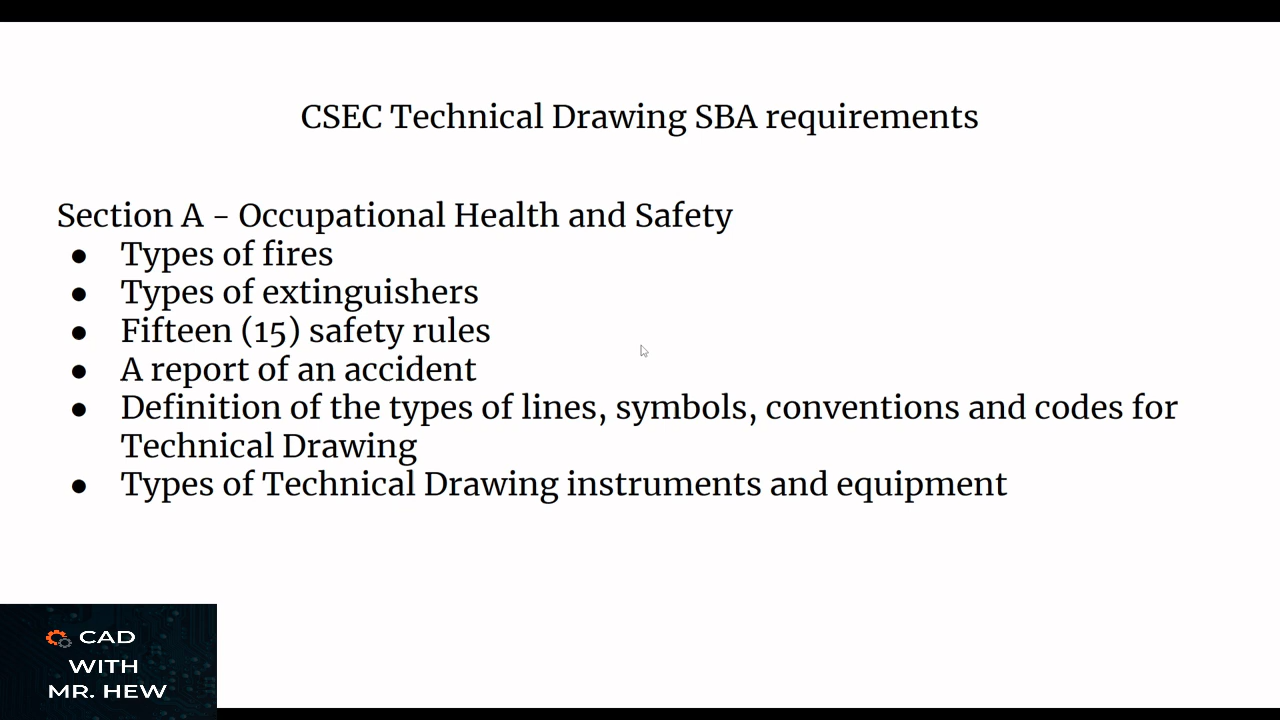 CSEC Technical Drawing SBA requirements
Section A - Occupational Health and Safety
● Types of fires
● Types of extinguishers
● Fifteen (15) safety rules
● A report of an accident
● Definition of the types of lines, symbols, conventions and codes for
Technical Drawing
● Types of Technical Drawing instruments and equipment
CAD
WITH
MR. HEW